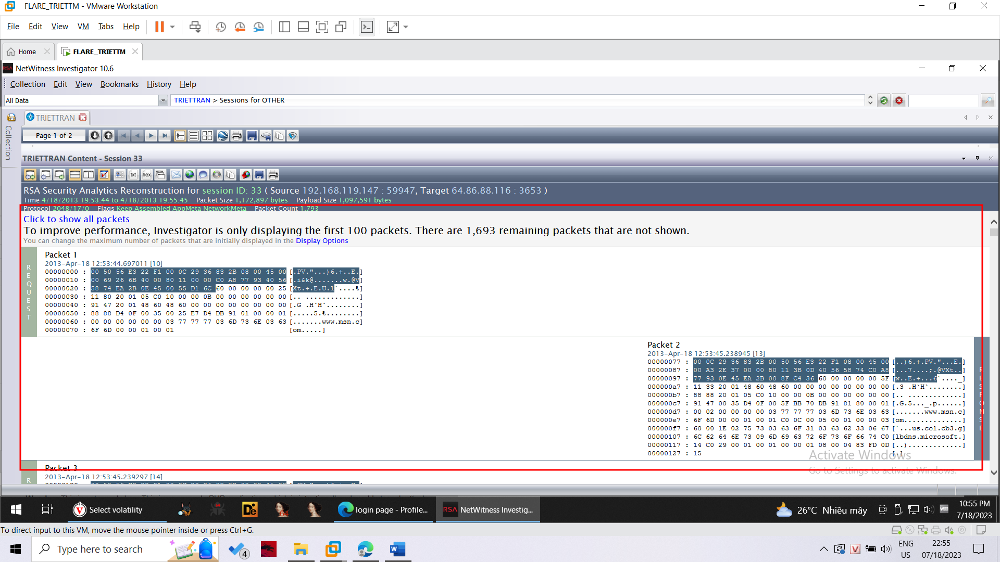 FLARE_TRIETTM - VMware Workstation
File Edit View VM Tabs Help
Home FLARE_TRIETTM
RSA NetWitness Investigator 10.6
Collection Edit View Bookmarks History Help
All Data TRIETTRAN > Sessions for OTHER
TRIETTRAN
Collection
Page 1 of 2
TRIETTRAN Content - Session 33
txt hex
RSA Security Analytics Reconstruction for session ID: 33 ( Source 192.168.119.147 : 59947, Target 64.86.88.116 : 3653 )
Time 4/18/2013 19:53:44 to 4/18/2013 19:55:45 Packet Size 1,172,897 bytes Payload Size 1,097,591 bytes
Protocol 2048/17/0 Flags Keep Assembled AppMeta NetworkMeta Packet Count 1,793
Click to show all packets
To improve performance, Investigator is only displaying the first 100 packets. There are 1,693 remaining packets that are not shown.
You can change the maximum number of packets that are initially displayed in the Display Options
REQUEST
Packet 1
2013-Apr-18 12:53:44.697011 [10]
00000000 : 00 50 56 E3 22 F1 00 0C 29 36 83 2B 08 00 45 00 [.PV."...)6.+..E.]
00000010 : 00 69 26 6B 40 00 80 11 00 00 C0 A8 77 93 40 56 [.i&k@.......w.@V]
00000020 : 58 74 EA 2B 0E 45 00 55 D1 6C 60 00 00 00 00 25 [Xt.+.E.U.l`....%]
00000030 : 11 80 20 01 05 C0 10 00 00 0B 00 00 00 00 00 00 [.. .............]
00000040 : 91 47 20 01 48 60 48 60 00 00 00 00 00 00 00 00 [.G .H`H`........]
00000050 : 88 88 D4 0F 00 35 00 25 E7 D4 DB 91 01 00 00 01 [.....5.%........]
00000060 : 00 00 00 00 00 00 03 77 77 77 03 6D 73 6E 03 63 [.......www.msn.c]
00000070 : 6F 6D 00 00 01 00 01 [om.....]
Packet 2
2013-Apr-18 12:53:45.238945 [13]
00000077 : 00 0C 29 36 83 2B 00 50 56 E3 22 F1 08 00 45 00 [..)6.+.PV."...E.]
00000087 : 00 A3 2E 37 00 00 80 11 3B 0D 40 56 58 74 C0 A8 [...7....;.@VXt..]
00000097 : 77 93 0E 45 EA 2B 00 8F C4 36 60 00 00 00 00 5F [w..E.+...6`...._]
000000a7 : 11 33 20 01 48 60 48 60 00 00 00 00 00 00 00 00 [.3 .H`H`........]
000000b7 : 88 88 20 01 05 C0 10 00 00 0B 00 00 00 00 00 00 [.. .............]
000000c7 : 91 47 00 35 D4 0F 00 5F BB 70 DB 91 81 80 00 01 [.G.5..._.p......]
000000d7 : 00 02 00 00 00 00 03 77 77 77 03 6D 73 6E 03 63 [.......www.msn.c]
000000e7 : 6F 6D 00 00 01 00 01 C0 0C 00 05 00 01 00 00 03 [om..............]
000000f7 : 60 00 1E 02 75 73 03 63 6F 31 03 63 62 33 06 67 [`...us.co1.cb3.g]
00000107 : 6C 62 64 6E 73 09 6D 69 63 72 6F 73 6F 66 74 C0 [lbdns.microsoft.]
00000117 : 14 C0 29 00 01 00 01 00 00 01 08 00 04 83 FD 0D [..).............]
00000127 : 15 [.]
RESPONSE
Activate Windows
Go to Settings to activate Windows.
Packet 3
R 2013-Apr-18 12:53:45.239297 [14]
Select volatility
login page - Profile...
RSA NetWitness Investig...
26°C Nhiều mây
10:55 PM
7/18/2023
To direct input to this VM, move the mouse pointer inside or press Ctrl+G.
Type here to search
4
ENG
US
22:55
07/18/2023